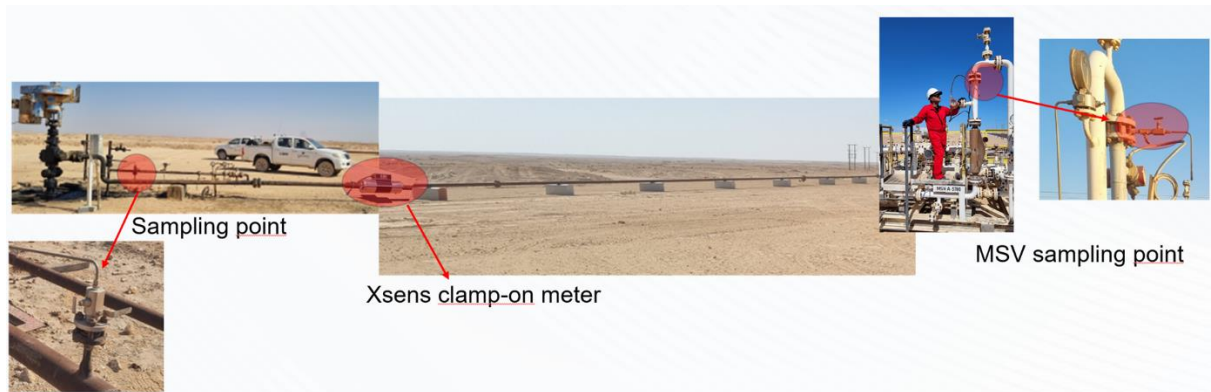 Sampling point
Xsens clamp-on meter
MSV sampling point